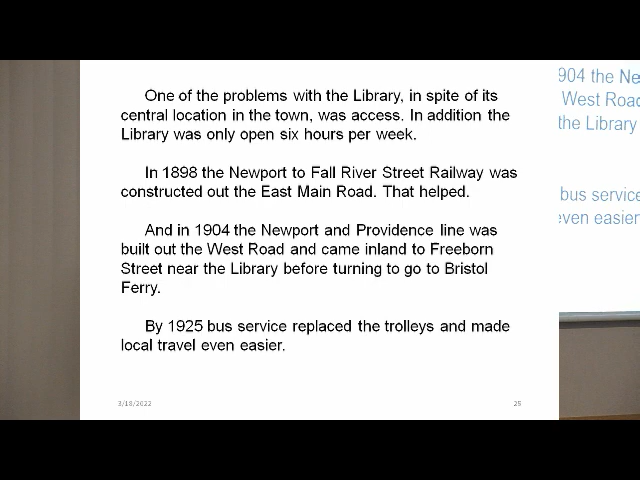 One of the problems with the Library, in spite of its
central location in the town, was access. In addition the
Library was only open six hours per week.
In 1898 the Newport to Fall River Street Railway was
constructed out the East Main Road. That helped.
And in 1904 the Newport and Providence line was
built out the West Road and came inland to Freeborn
Street near the Library before turning to go to Bristol
Ferry.
By 1925 bus service replaced the trolleys and made
local travel even easier.
3/18/2022
25
904 the Ne
West Road
the Library
bus service
even easier